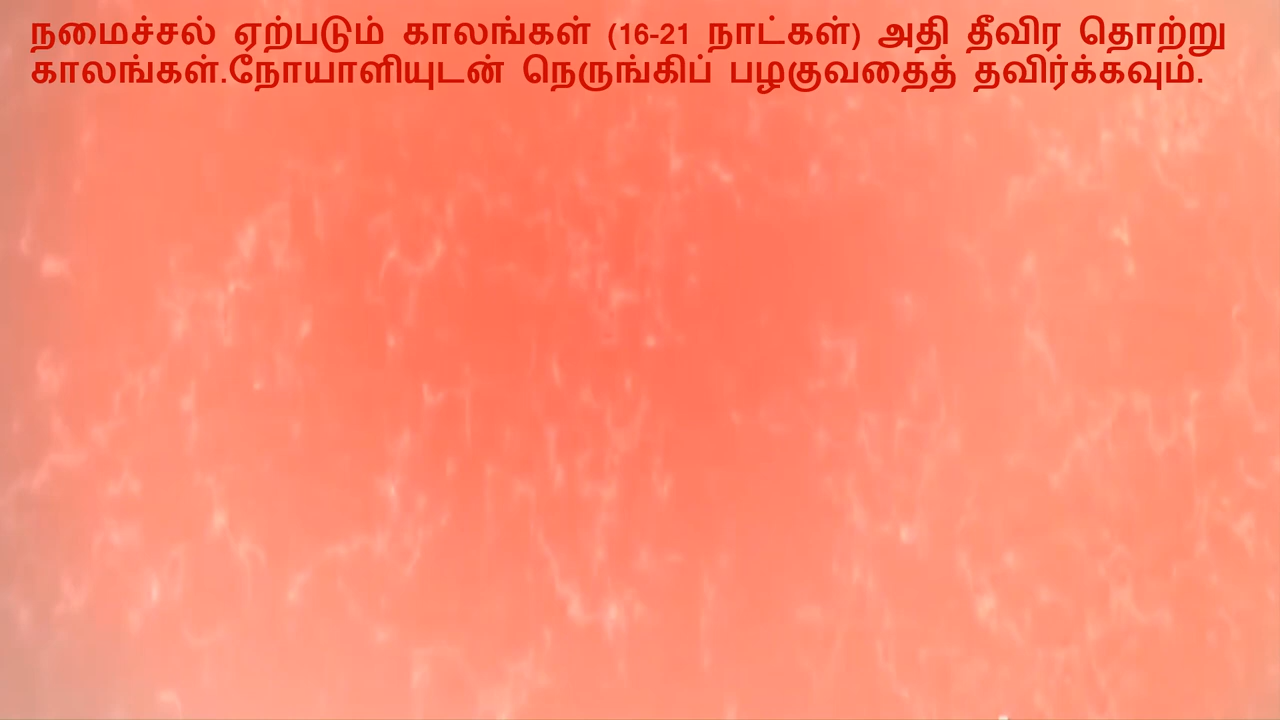 நமைச்சல் ஏற்படும் காலங்கள் (16-21 நாட்கள்) அதி தீவிர தொற்று
காலங்கள்.நோயாளியுடன் நெருங்கிப் பழகுவதைத் தவிர்க்கவும்.